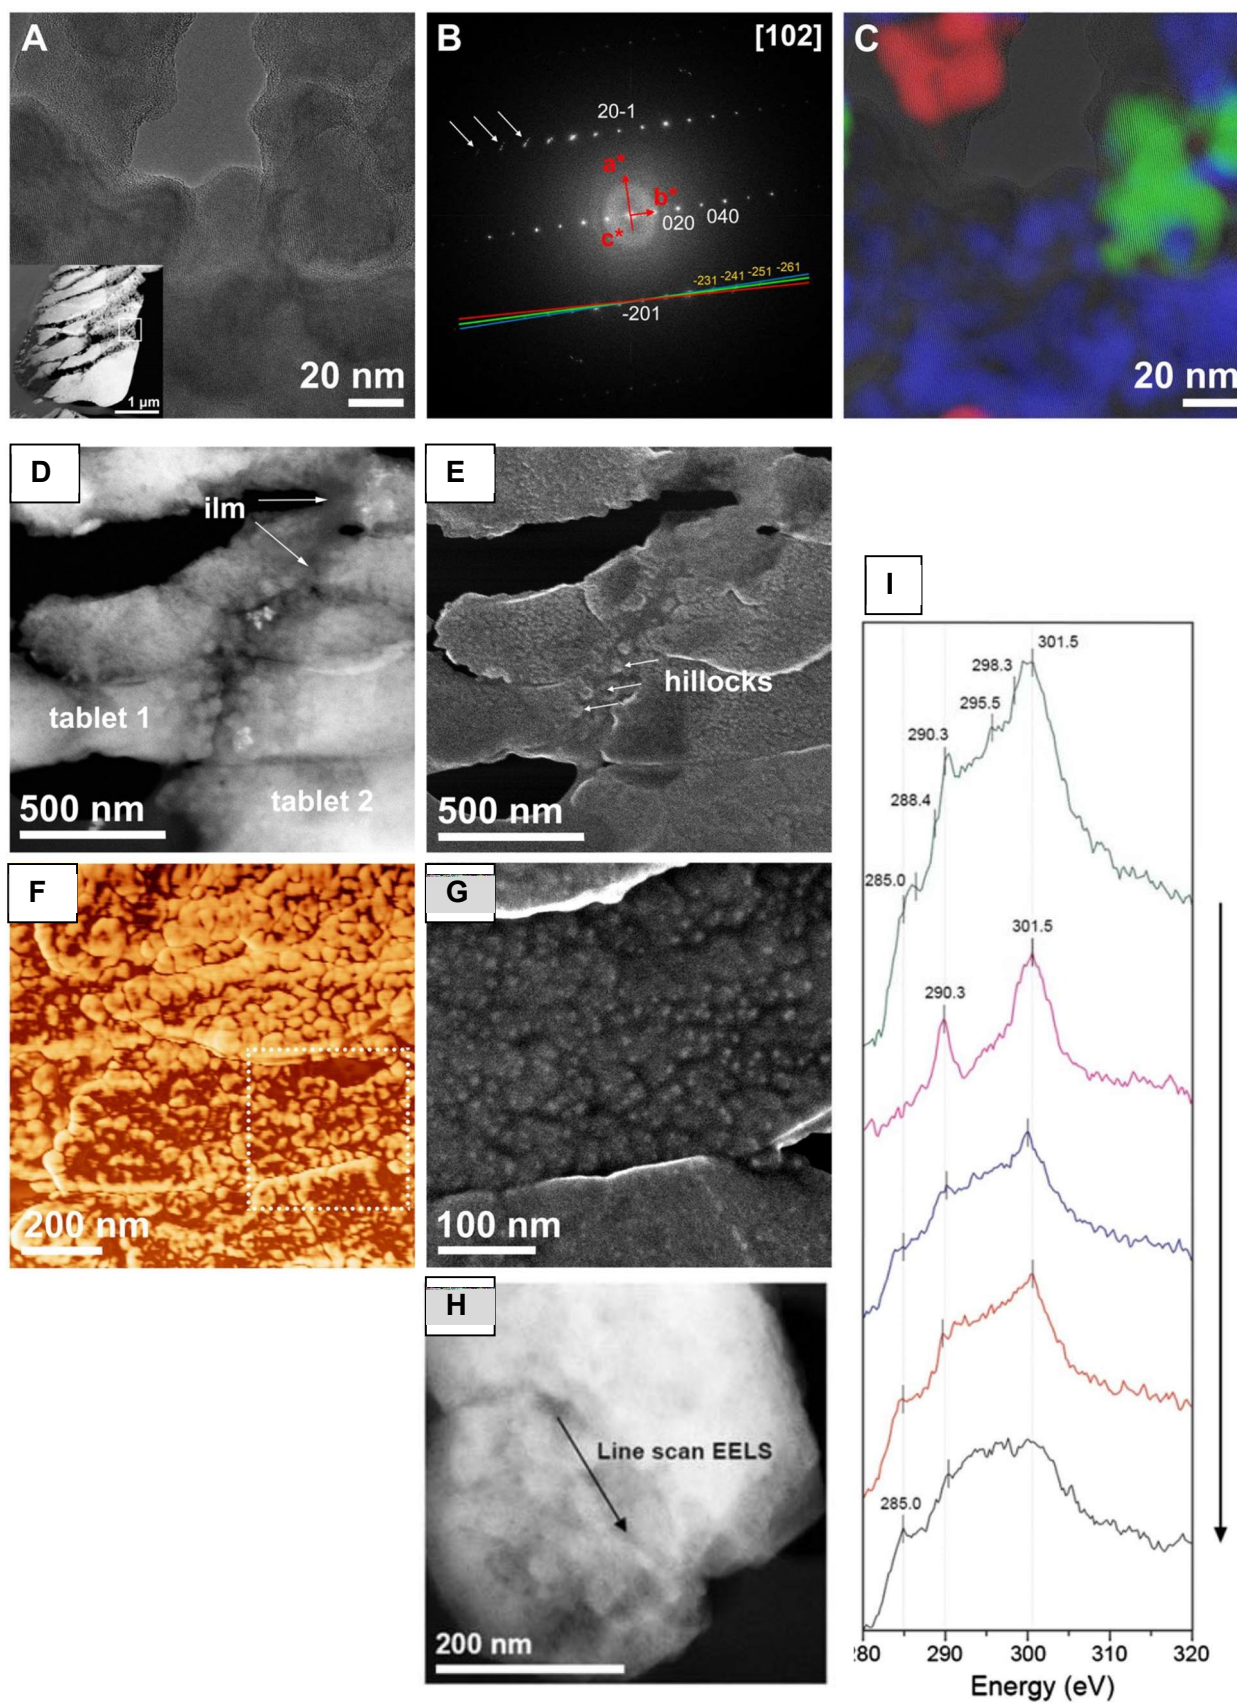 A
20 nm
1 µm
B
[102]
20-1
a*
b*
c*
020
040
-231
-241
-251
-261
-201
C
20 nm
D
ilm
tablet 1
tablet 2
500 nm
E
hillocks
500 nm
F
200 nm
G
100 nm
H
Line scan EELS
200 nm
I
301.5
298.3
295.5
290.3
288.4
285.0
301.5
290.3
285.0
280 290 300 310 320
Energy (eV)